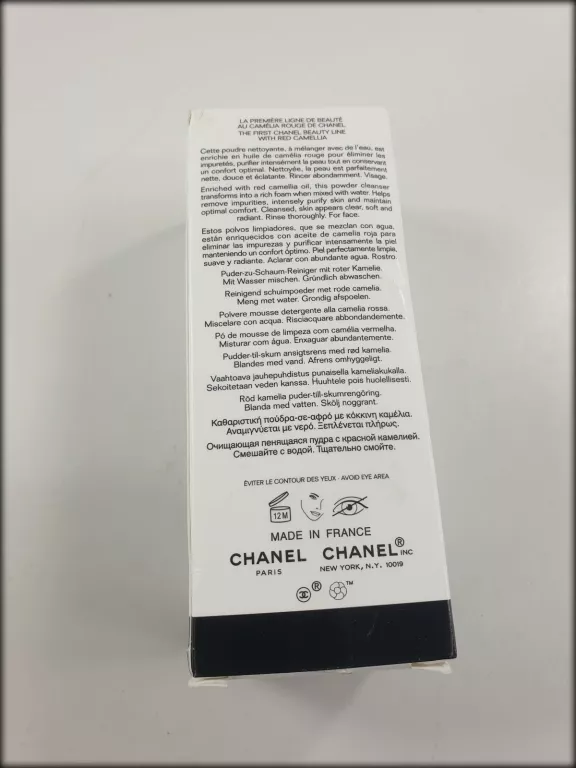 LA PREMIÈRE LIGNE DE BEAUTÉ
AU CAMÉLIA ROUGE DE CHANEL
THE FIRST CHANEL BEAUTY LINE
WITH RED CAMELLIA
Cette poudre nettoyante, à mélanger avec de l'eau, est
enrichie en huile de camélia rouge pour éliminer les
impuretés, purifier intensément la peau tout en conservant
un confort optimal. Nettoyée, la peau est parfaitement
nette, douce et éclatante. Rincer abondamment. Visage.
Enriched with red camellia oil, this powder cleanser
transforms into a rich foam when mixed with water. Helps
remove impurities, intensely purify skin and maintain
optimal comfort. Cleansed, skin appears clear, soft and
radiant. Rinse thoroughly. For face.
Estos polvos limpiadores, que se mezclan con agua,
están enriquecidos con aceite de camelia roja para
eliminar las impurezas y purificar intensamente la piel
manteniendo un confort óptimo. Piel perfectamente limpia,
suave y radiante. Aclarar con abundante agua. Rostro.
Puder-zu-Schaum-Reiniger mit roter Kamelie.
Mit Wasser mischen. Gründlich abwaschen.
Reinigend schuimpoeder met rode camelia.
Meng met water. Grondig afspoelen.
Polvere mousse detergente alla camelia rossa.
Miscelare con acqua. Risciacquare abbondandemente.
Pó de mousse de limpeza com camélia vermelha.
Misturar com água. Enxaguar abundantemente.
Pudder-til-skum ansigtsrens med rød kamelia.
Blandes med vand. Afrens omhyggeligt.
Vaahtoava jauhepuhdistus punaisella kameliakukalla.
Sekoitetaan veden kanssa. Huuhtele pois huolellisesti.
Röd kamelia puder-till-skumrengöring.
Blanda med vatten. Skölj noggrant.
Καθαριστική πούδρα-σε-αφρό με κόκκινη καμέλια.
Αναμιγνύεται με νερό. Ξεπλένεται πλήρως.
Очищающая пенящаяся пудра с красной камелией.
Смешайте с водой. Тщательно смойте.
ÉVITER LE CONTOUR DES YEUX - AVOID EYE AREA
12 M
MADE IN FRANCE
CHANEL CHANEL® INC
PARIS NEW YORK, N.Y. 10019
® ™